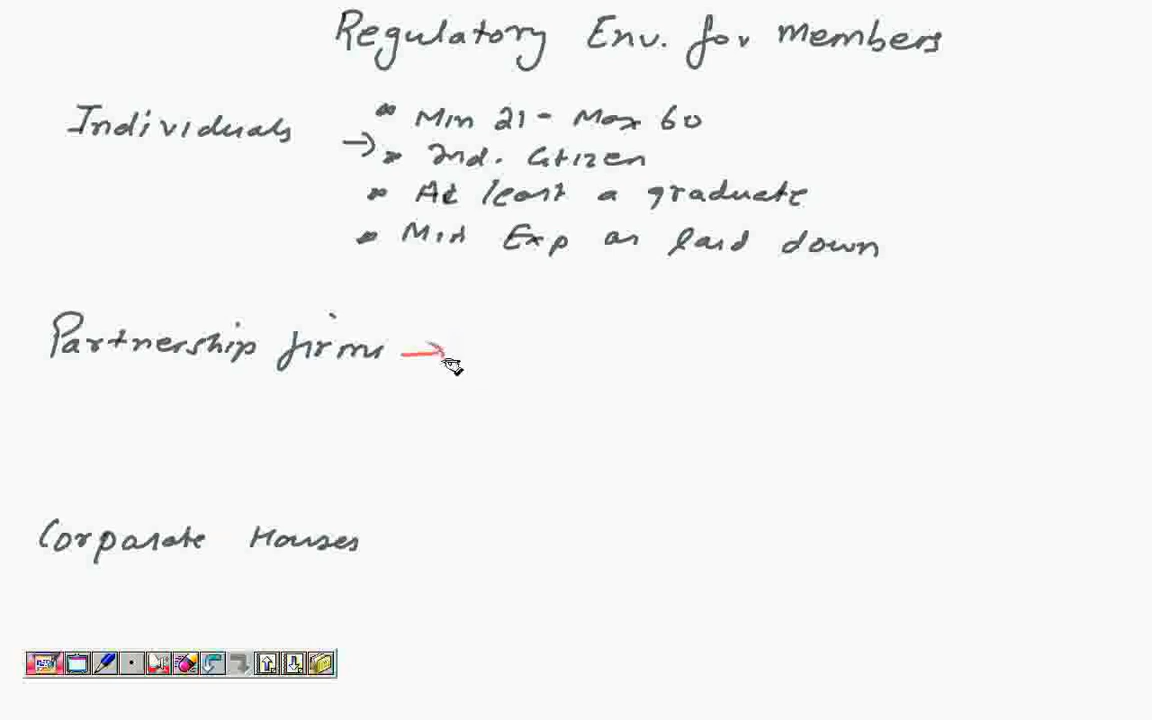 Regulatory Env. for members
Individuals → • Min 21 - Max 60
• Ind. Citizen
• At least a graduate
• Min Exp as laid down
Partnership firms →
Corporate Houses